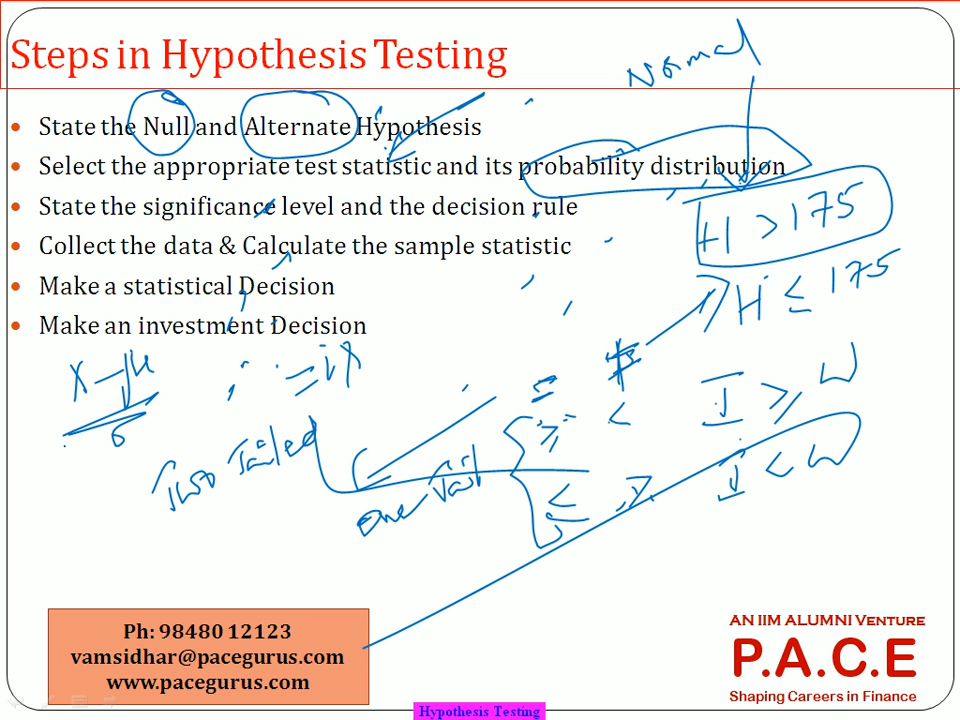 Steps in Hypothesis Testing
Normal
• State the Null and Alternate Hypothesis
• Select the appropriate test statistic and its probability distribution
• State the significance level and the decision rule
H > 175
• Collect the data & Calculate the sample statistic
• Make a statistical Decision
H ≤ 175
• Make an investment Decision
X – μ
σ
= ≠
≥ <
I ≥ W
Two Tailed
One Tail
≤ >
I < W
Ph: 98480 12123
vamsidhar@pacegurus.com
www.pacegurus.com
AN IIM ALUMNI VENTURE
P.A.C.E
Shaping Careers in Finance
Hypothesis Testing